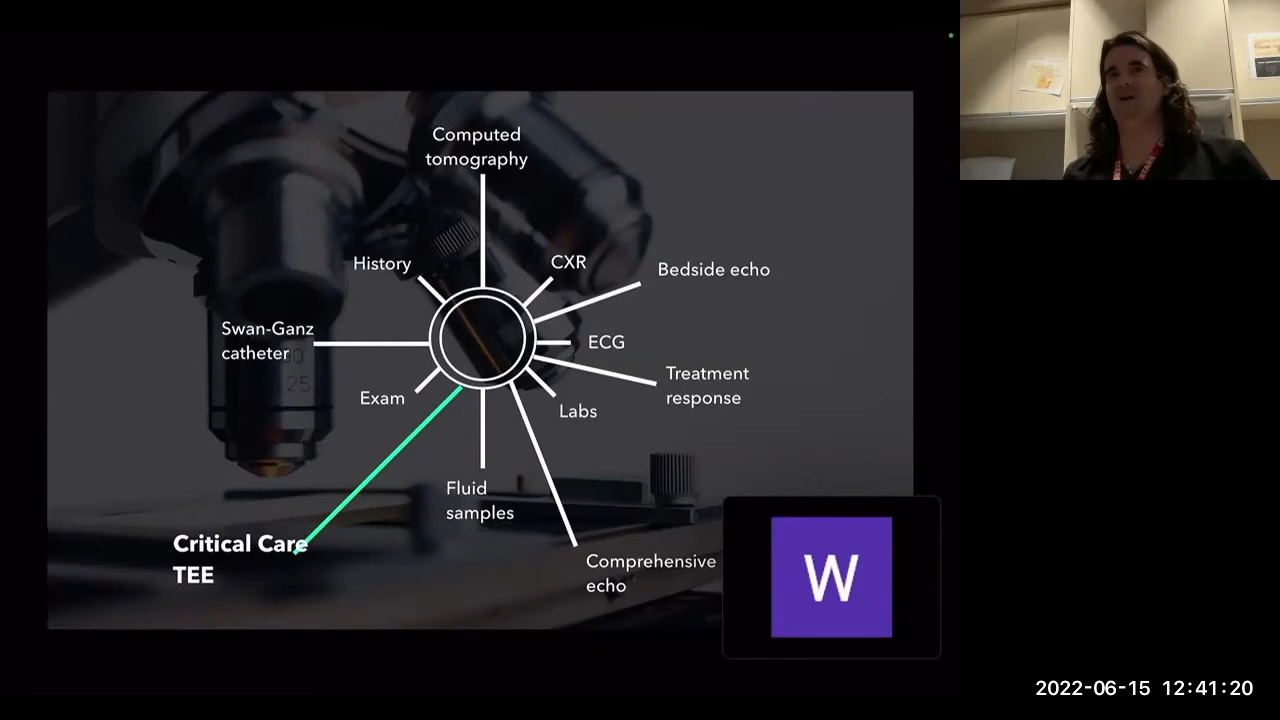 Computed
tomography
History
CXR
Bedside echo
Swan-Ganz
catheter
ECG
Treatment
response
Exam
Labs
Fluid
samples
Critical Care
TEE
Comprehensive
echo
25
W
2022-06-15 12:41:20